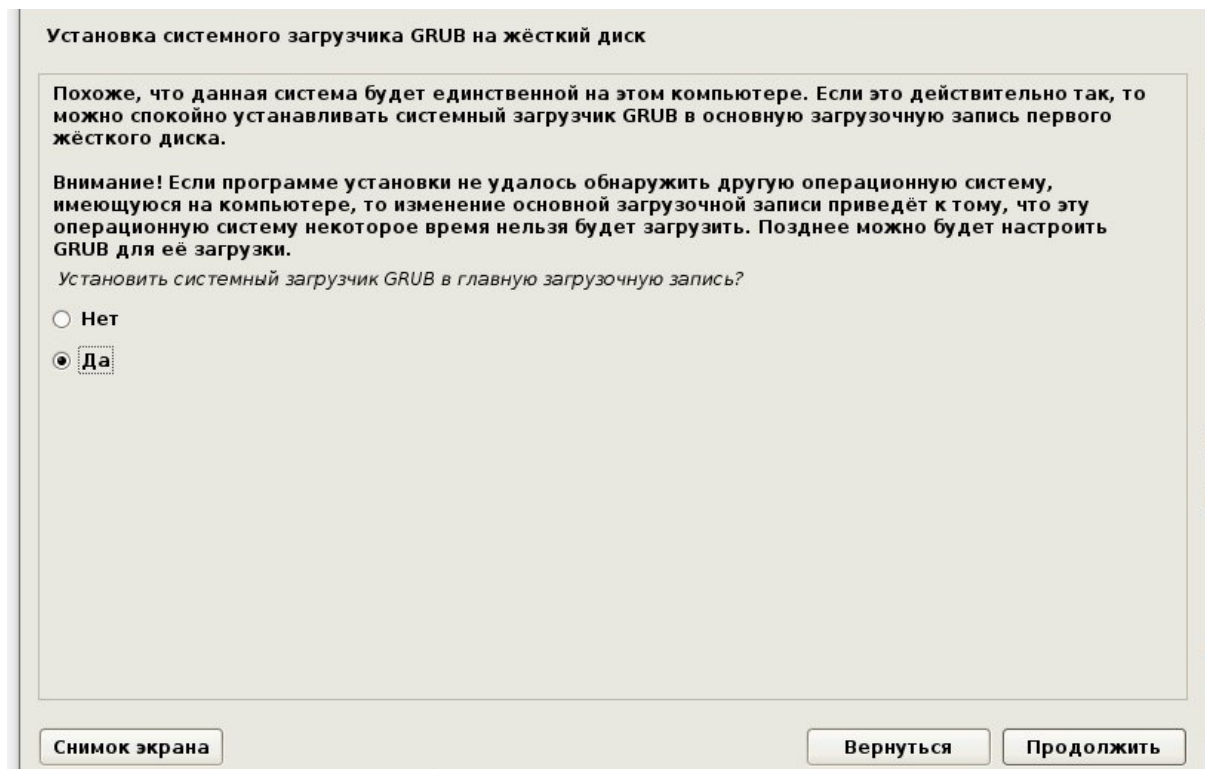 Установка системного загрузчика GRUB на жёсткий диск
Похоже, что данная система будет единственной на этом компьютере. Если это действительно так, то
можно спокойно устанавливать системный загрузчик GRUB в основную загрузочную запись первого
жёсткого диска.
Внимание! Если программе установки не удалось обнаружить другую операционную систему,
имеющуюся на компьютере, то изменение основной загрузочной записи приведёт к тому, что эту
операционную систему некоторое время нельзя будет загрузить. Позднее можно будет настроить
GRUB для её загрузки.
Установить системный загрузчик GRUB в главную загрузочную запись?
Нет
Да
Снимок экрана Вернуться Продолжить